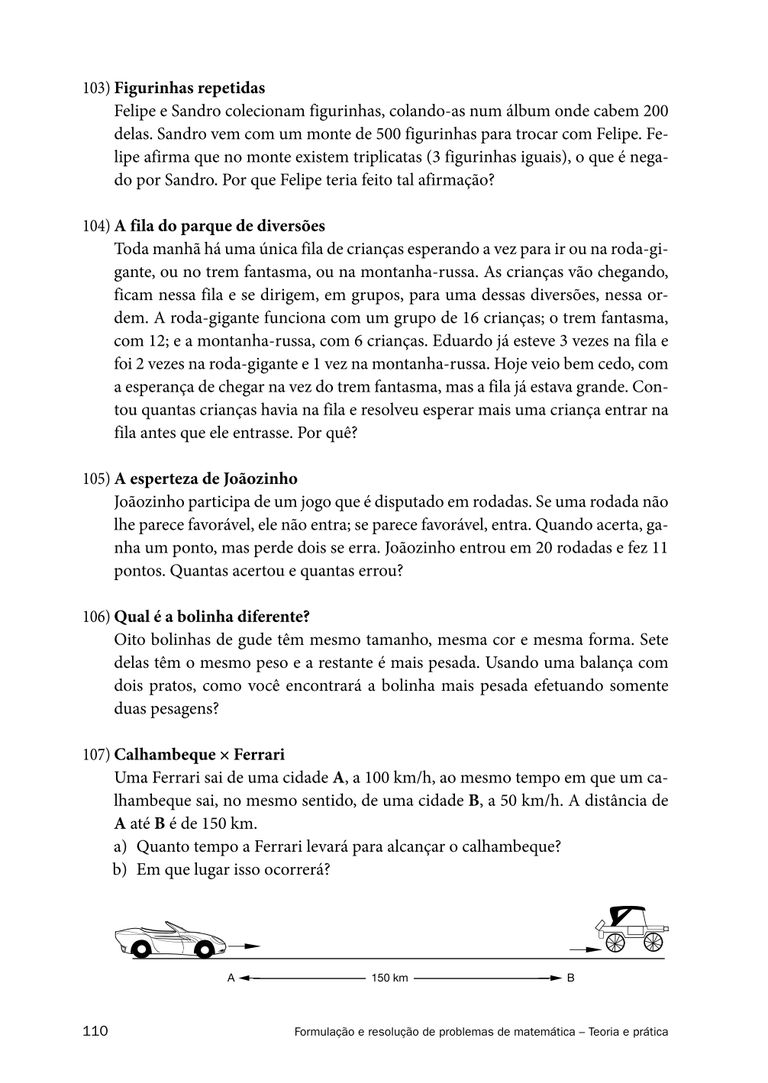 103) Figurinhas repetidas
Felipe e Sandro colecionam figurinhas, colando-as num álbum onde cabem 200
delas. Sandro vem com um monte de 500 figurinhas para trocar com Felipe. Fe-
lipe afirma que no monte existem triplicatas (3 figurinhas iguais), o que é nega-
do por Sandro. Por que Felipe teria feito tal afirmação?
104) A fila do parque de diversões
Toda manhã há uma única fila de crianças esperando a vez para ir ou na roda-gi-
gante, ou no trem fantasma, ou na montanha-russa. As crianças vão chegando,
ficam nessa fila e se dirigem, em grupos, para uma dessas diversões, nessa or-
dem. A roda-gigante funciona com um grupo de 16 crianças; o trem fantasma,
com 12; e a montanha-russa, com 6 crianças. Eduardo já esteve 3 vezes na fila e
foi 2 vezes na roda-gigante e 1 vez na montanha-russa. Hoje veio bem cedo, com
a esperança de chegar na vez do trem fantasma, mas a fila já estava grande. Con-
tou quantas crianças havia na fila e resolveu esperar mais uma criança entrar na
fila antes que ele entrasse. Por quê?
105) A esperteza de Joãozinho
Joãozinho participa de um jogo que é disputado em rodadas. Se uma rodada não
lhe parece favorável, ele não entra; se parece favorável, entra. Quando acerta, ga-
nha um ponto, mas perde dois se erra. Joãozinho entrou em 20 rodadas e fez 11
pontos. Quantas acertou e quantas errou?
106) Qual é a bolinha diferente?
Oito bolinhas de gude têm mesmo tamanho, mesma cor e mesma forma. Sete
delas têm o mesmo peso e a restante é mais pesada. Usando uma balança com
dois pratos, como você encontrará a bolinha mais pesada efetuando somente
duas pesagens?
107) Calhambeque × Ferrari
Uma Ferrari sai de uma cidade A, a 100 km/h, ao mesmo tempo em que um ca-
lhambeque sai, no mesmo sentido, de uma cidade B, a 50 km/h. A distância de
A até B é de 150 km.
a) Quanto tempo a Ferrari levará para alcançar o calhambeque?
b) Em que lugar isso ocorrerá?
A 150 km B
110 Formulação e resolução de problemas de matemática – Teoria e prática